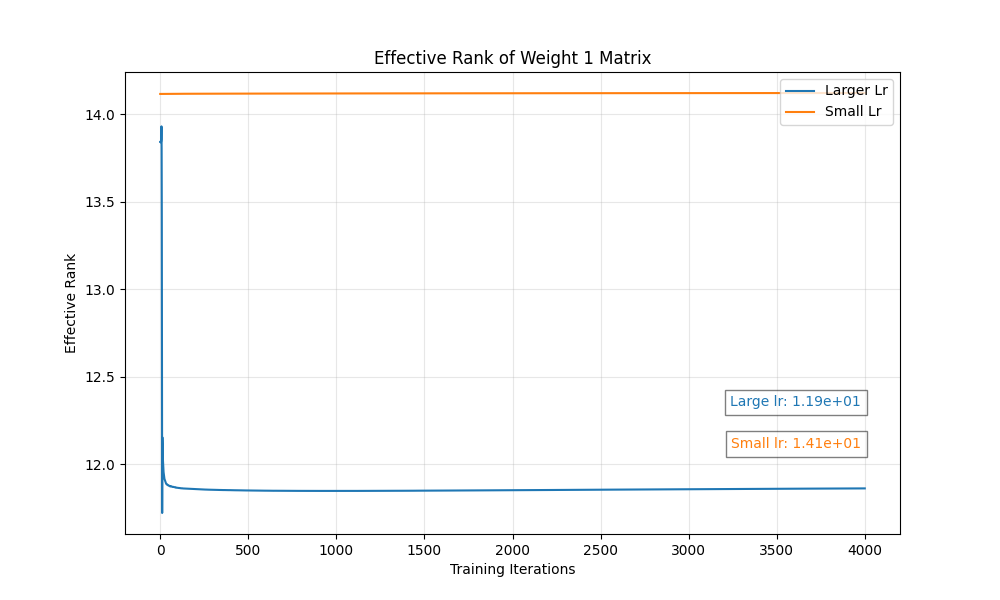 Effective Rank of Weight 1 Matrix
Larger Lr
Small Lr
14.0
13.5
13.0
12.5
12.0
Effective Rank
Large lr: 1.19e+01
Small lr: 1.41e+01
0 500 1000 1500 2000 2500 3000 3500 4000
Training Iterations